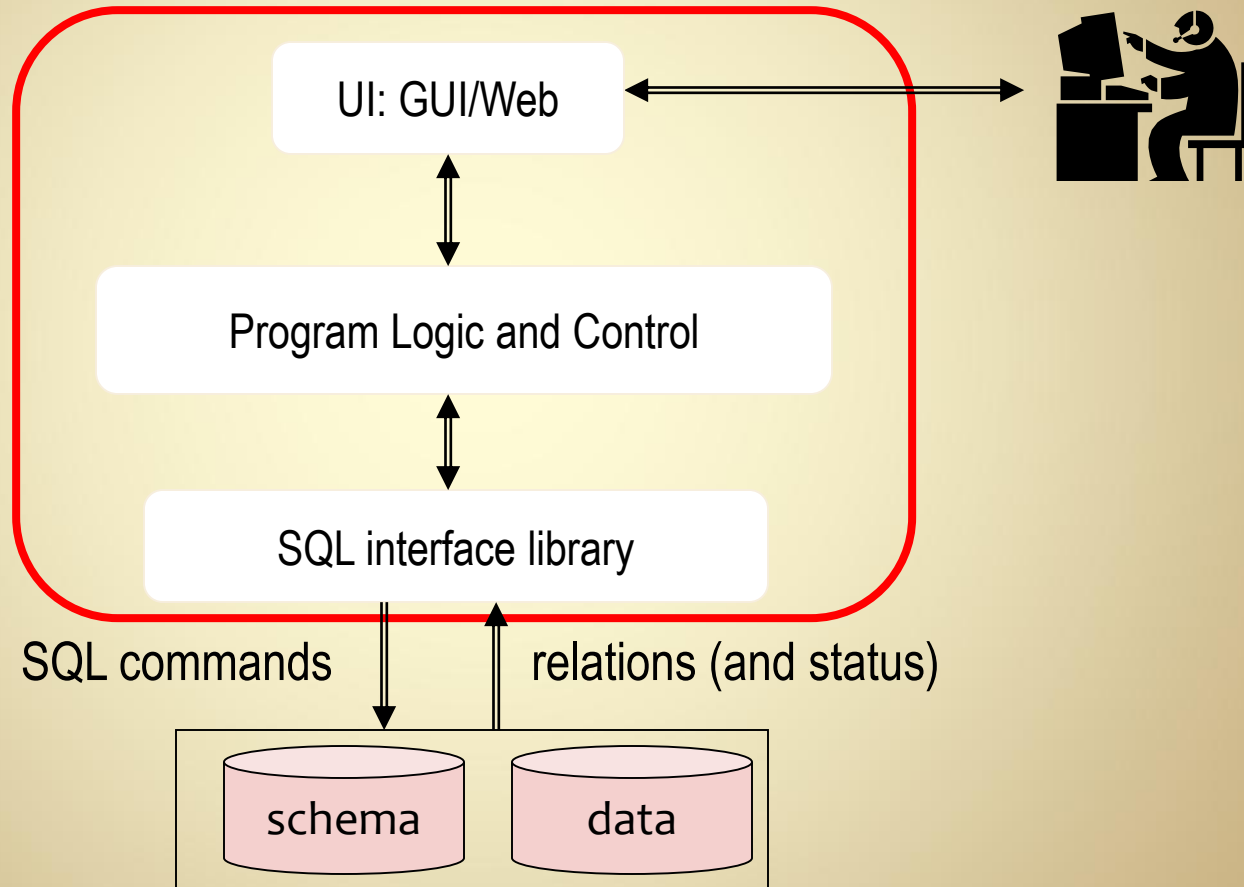 UI: GUI/Web
Program Logic and Control
SQL interface library
SQL commands
relations (and status)
schema
data